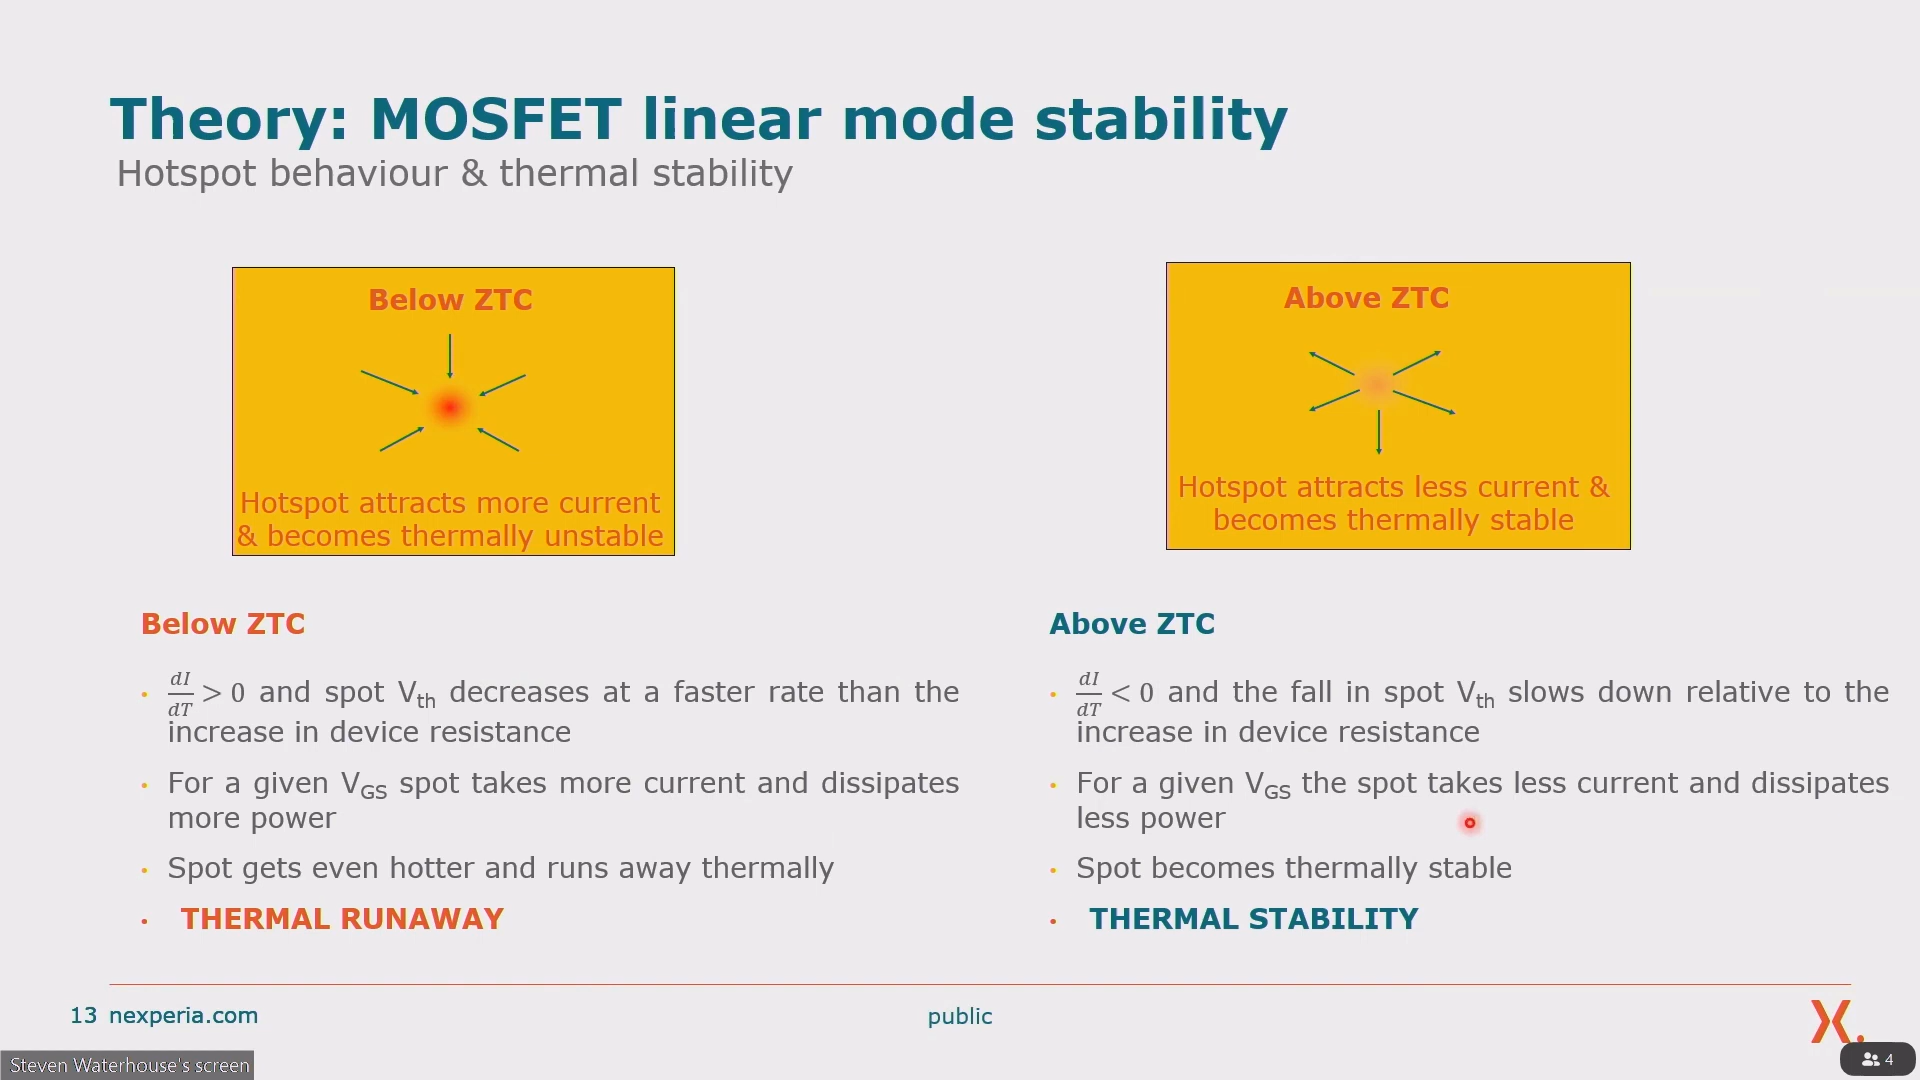 Theory: MOSFET linear mode stability
Hotspot behaviour & thermal stability
Below ZTC
Hotspot attracts more current
& becomes thermally unstable
Above ZTC
Hotspot attracts less current &
becomes thermally stable
Below ZTC
• dI/dT > 0 and spot Vth decreases at a faster rate than the
increase in device resistance
• For a given VGS spot takes more current and dissipates
more power
• Spot gets even hotter and runs away thermally
• THERMAL RUNAWAY
Above ZTC
• dI/dT < 0 and the fall in spot Vth slows down relative to the
increase in device resistance
• For a given VGS the spot takes less current and dissipates
less power
• Spot becomes thermally stable
• THERMAL STABILITY
13 nexperia.com
public
Steven Waterhouse's screen
4